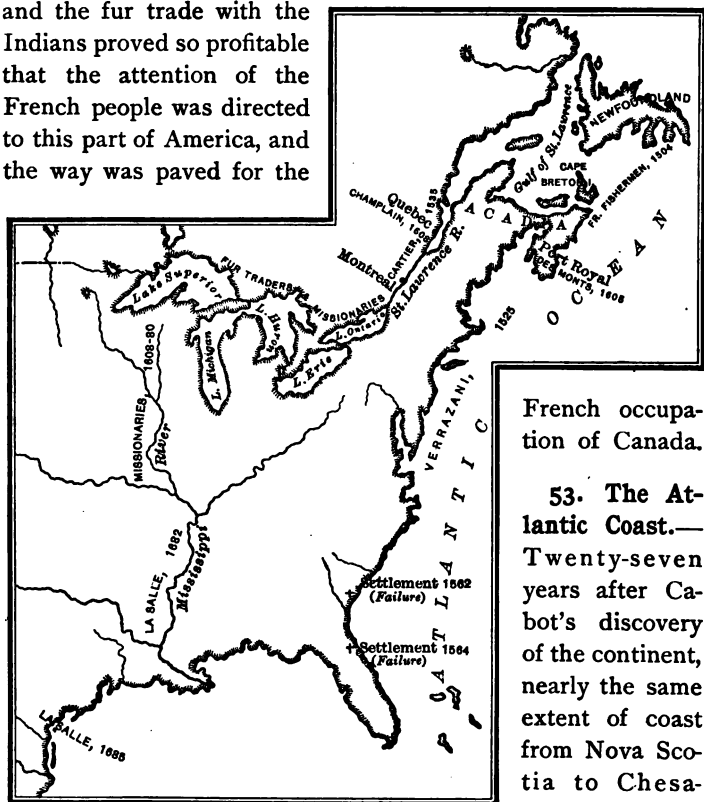 and the fur trade with the
Indians proved so profitable
that the attention of the
French people was directed
to this part of America, and
the way was paved for the
NEWFOUNDLAND
Gulf of St. Lawrence
CAPE
BRETON
FR. FISHERMEN, 1504
ACADIA
Quebec
CHAMPLAIN, 1608
CARTIER, 1535
Montreal
St. Lawrence R.
Port Royal
DES MONTS, 1605
FUR TRADERS & MISSIONARIES
Lake Superior
L. Huron
L. Ontario
L. Michigan
L. Erie
VERRAZANI, 1525
ATLANTIC OCEAN
MISSIONARIES, 1608-80
LA SALLE, 1682
Mississippi River
Settlement 1562
(Failure)
Settlement 1564
(Failure)
LA SALLE, 1685
French occupa-
tion of Canada.
53. The At-
lantic Coast.—
Twenty-seven
years after Ca-
bot's discovery
of the continent,
nearly the same
extent of coast
from Nova Sco-
tia to Chesa-